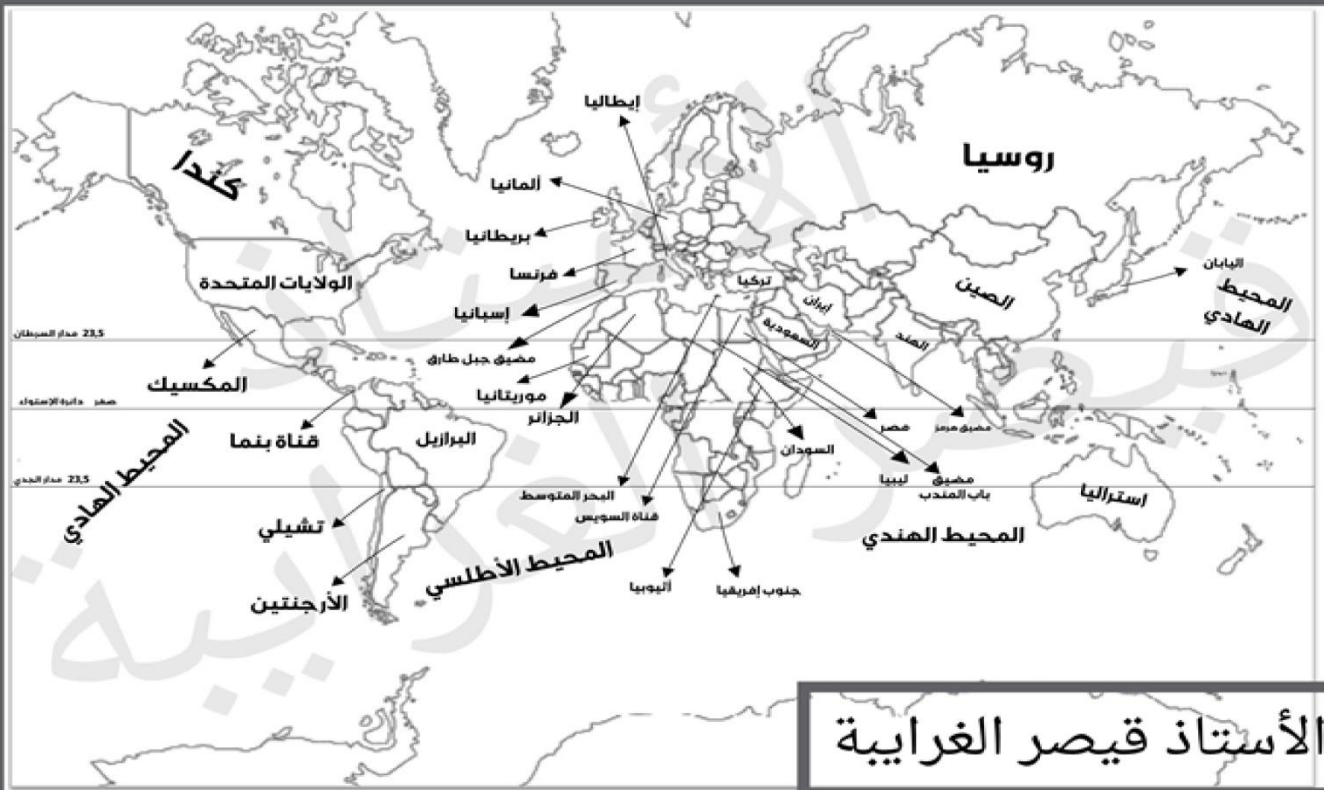 إيطاليا
روسيا
كندا
ألمانيا
بريطانيا
اليابان
فرنسا
الولايات المتحدة
تركيا
الصين
إيران
المحيط
الهادي
إسبانيا
السعودية
الهند
مدار السرطان 23,5
مضيق جبل طارق
المكسيك
موريتانيا
صفر دائرة الإستواء
الجزائر
مضيق هرمز
مصر
قناة بنما
البرازيل
السودان
المحيط الهادي
مدار الجدي 23,5
ليبيا
مضيق
باب المندب
استراليا
البحر المتوسط
قناة السويس
تشيلي
المحيط الهندي
المحيط الأطلسي
أثيوبيا
جنوب إفريقيا
الأرجنتين
الأستاذ
قيصر الغرايبة
الأستاذ قيصر الغرايبة